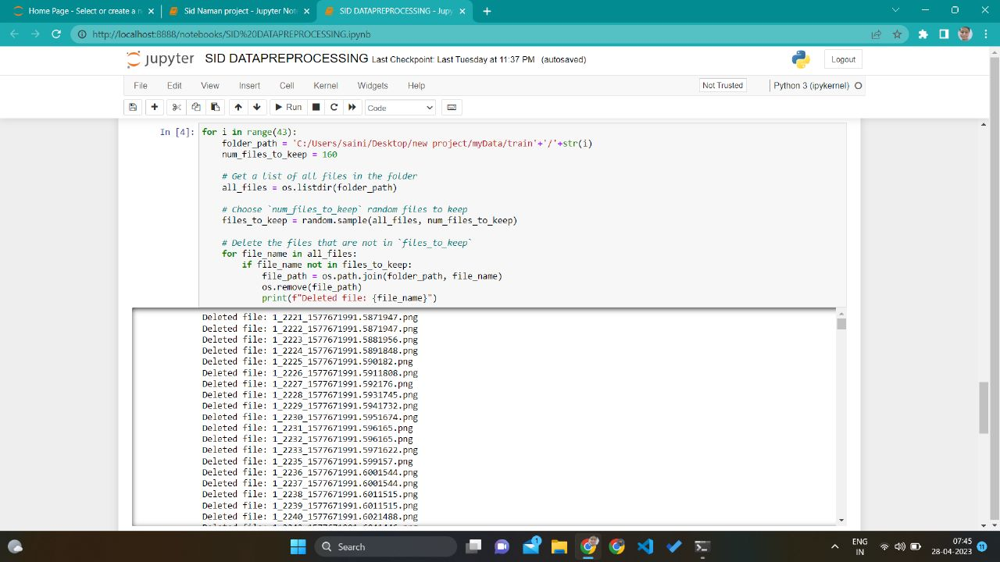 Home Page - Select or create a n
Sid Naman project - Jupyter Note
SID DATAPREPROCESSING - Jupy
http://localhost:8888/notebooks/SID%20DATAPREPROCESSING.ipynb
jupyter SID DATAPREPROCESSING Last Checkpoint: Last Tuesday at 11:37 PM (autosaved)
Logout
File Edit View Insert Cell Kernel Widgets Help
Not Trusted
Python 3 (ipykernel)
Run
Code
In [4]:
for i in range(43):
    folder_path = 'C:/Users/saini/Desktop/new project/myData/train'+'/'+str(i)
    num_files_to_keep = 160
    # Get a list of all files in the folder
    all_files = os.listdir(folder_path)
    # Choose `num_files_to_keep` random files to keep
    files_to_keep = random.sample(all_files, num_files_to_keep)
    # Delete the files that are not in `files_to_keep`
    for file_name in all_files:
        if file_name not in files_to_keep:
            file_path = os.path.join(folder_path, file_name)
            os.remove(file_path)
            print(f"Deleted file: {file_name}")
Deleted file: 1_2221_1577671991.5871947.png
Deleted file: 1_2222_1577671991.5871947.png
Deleted file: 1_2223_1577671991.5881956.png
Deleted file: 1_2224_1577671991.5891848.png
Deleted file: 1_2225_1577671991.590182.png
Deleted file: 1_2226_1577671991.5911808.png
Deleted file: 1_2227_1577671991.592176.png
Deleted file: 1_2228_1577671991.5931745.png
Deleted file: 1_2229_1577671991.5941732.png
Deleted file: 1_2230_1577671991.5951674.png
Deleted file: 1_2231_1577671991.596165.png
Deleted file: 1_2232_1577671991.596165.png
Deleted file: 1_2233_1577671991.5971622.png
Deleted file: 1_2235_1577671991.599157.png
Deleted file: 1_2236_1577671991.6001544.png
Deleted file: 1_2237_1577671991.6001544.png
Deleted file: 1_2238_1577671991.6011515.png
Deleted file: 1_2239_1577671991.6011515.png
Deleted file: 1_2240_1577671991.6021488.png
Search
1
ENG
IN
07:45
28-04-2023
11